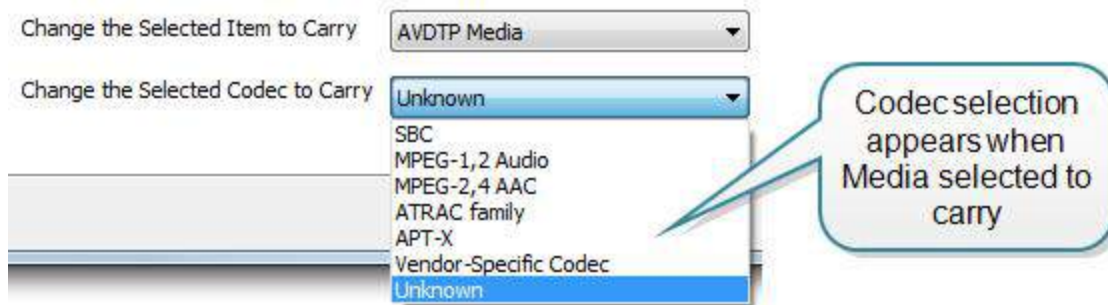 Change the Selected Item to Carry
AVDTP Media
Change the Selected Codec to Carry
Unknown
SBC
MPEG-1,2 Audio
MPEG-2,4 AAC
ATRAC family
APT-X
Vendor-Specific Codec
Unknown
Codec selection
appears when
Media selected to
carry